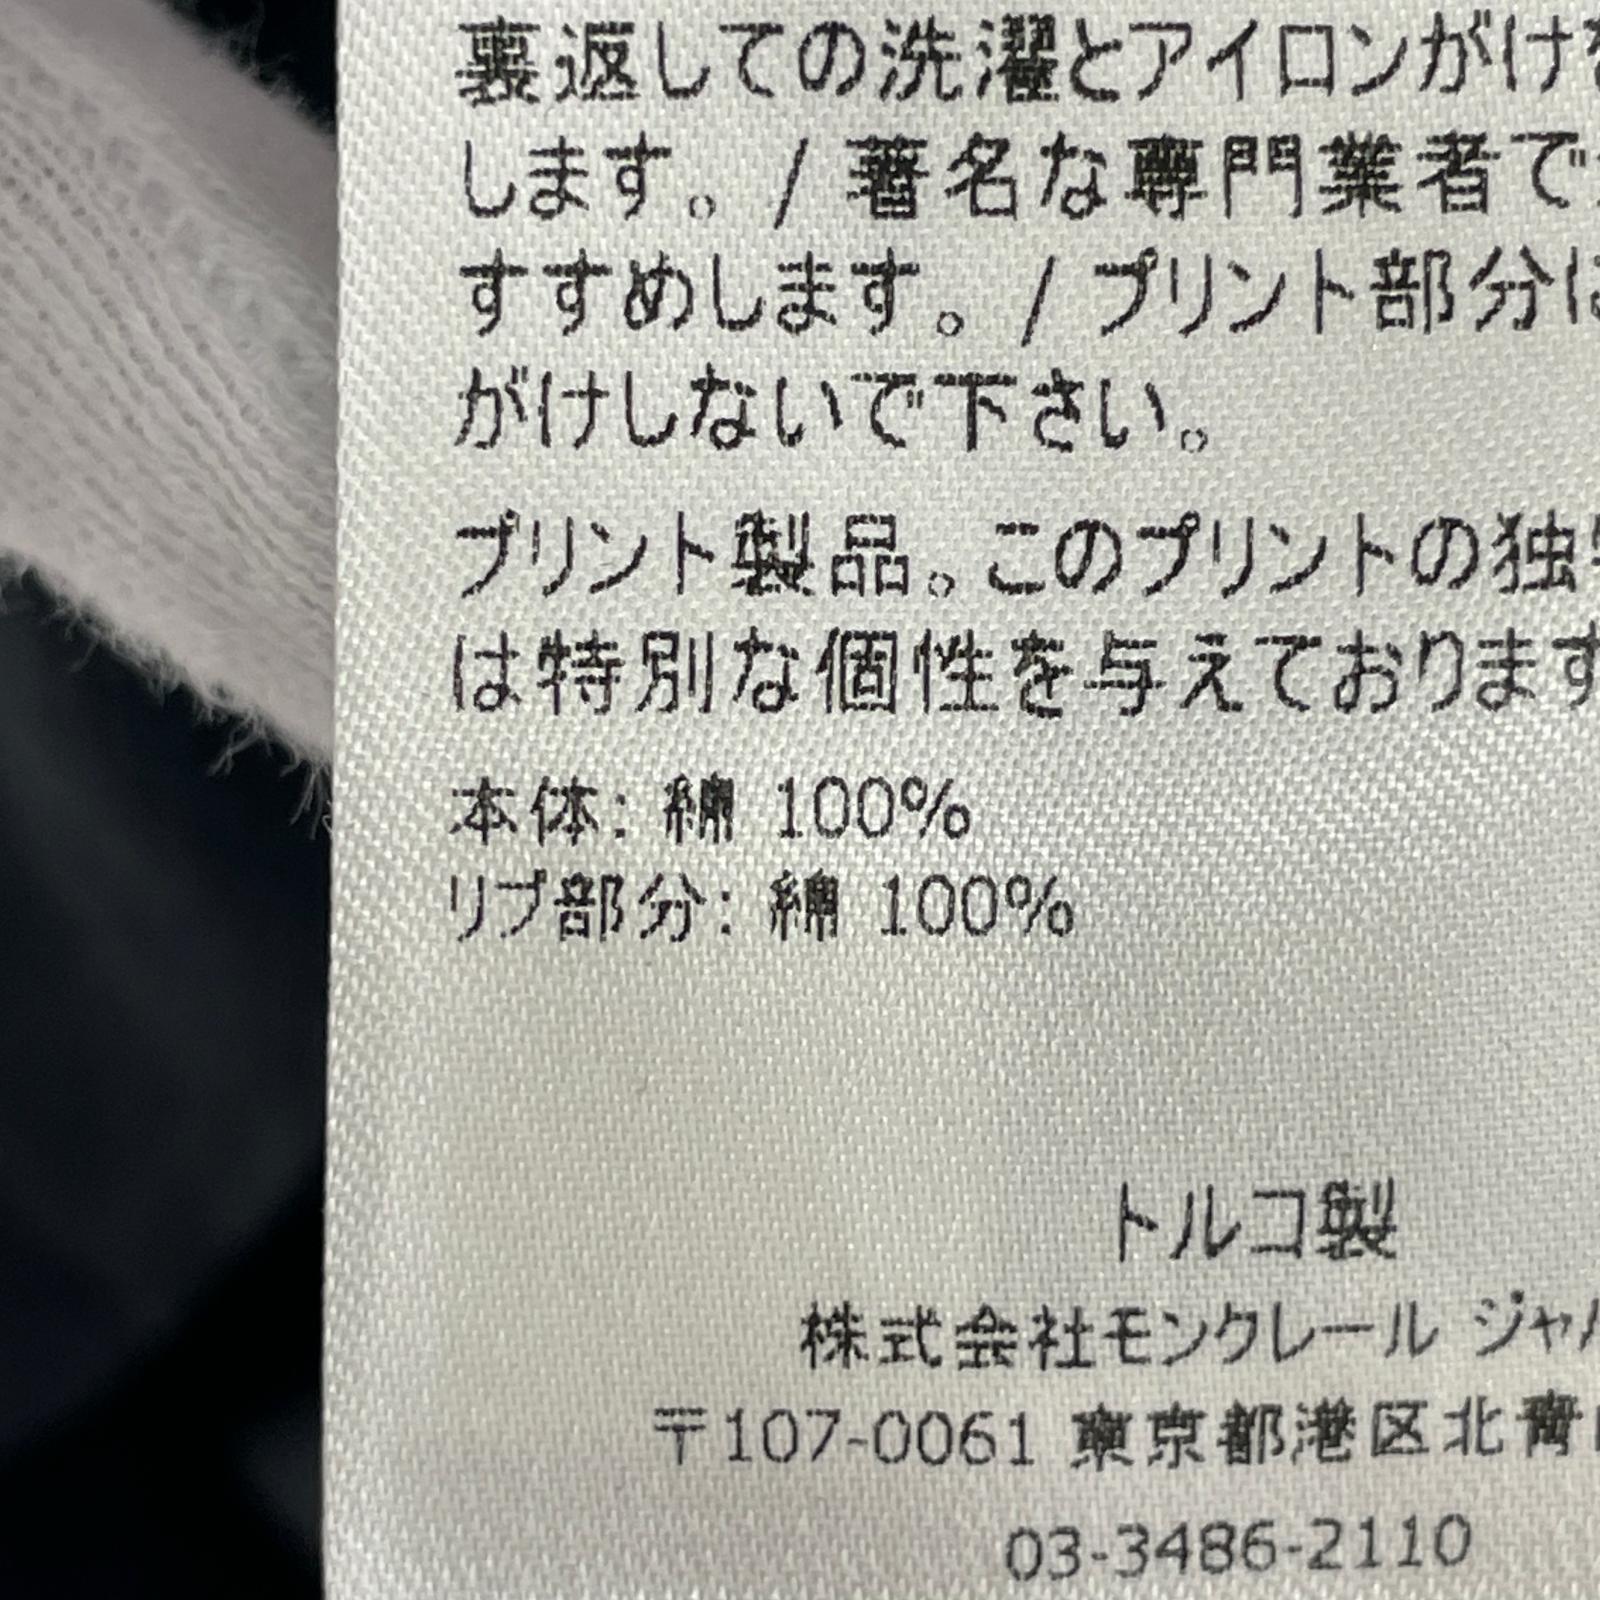 裏返しての洗濯とアイロンがけを
します。/ 著名な専門業者で
すすめします。/ プリント部分に
がけしないで下さい。
プリント製品。このプリントの独
は特別な個性を与えております
本体: 綿 100%
リブ部分: 綿 100%
トルコ製
株式会社モンクレール ジャ
〒107-0061 東京都港区北青
03-3486-2110